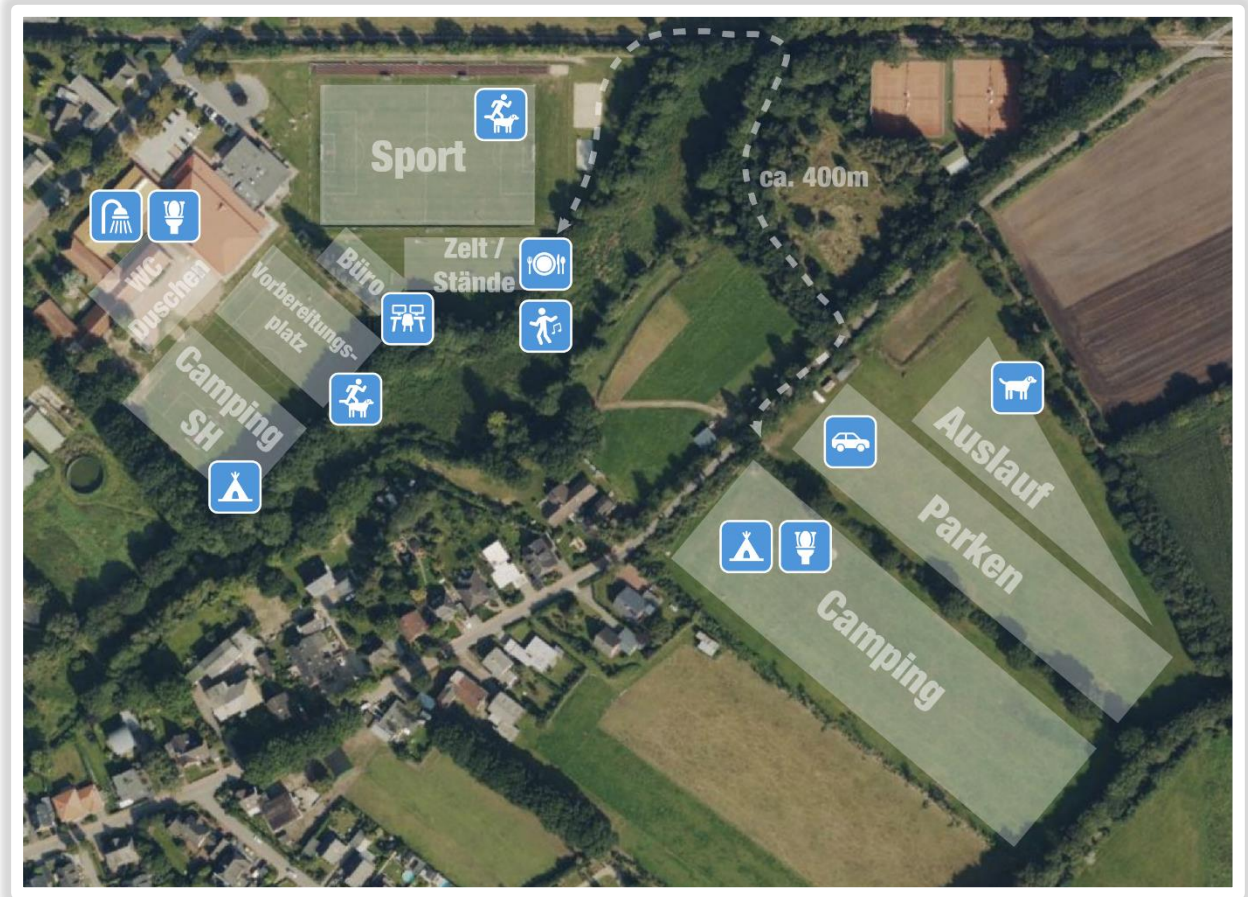 Sport
ca. 400m
Zelt /
Stände
Büro
WC
Duschen
Vorbereitungs-
platz
Camping
SH
Auslauf
Parken
Camping